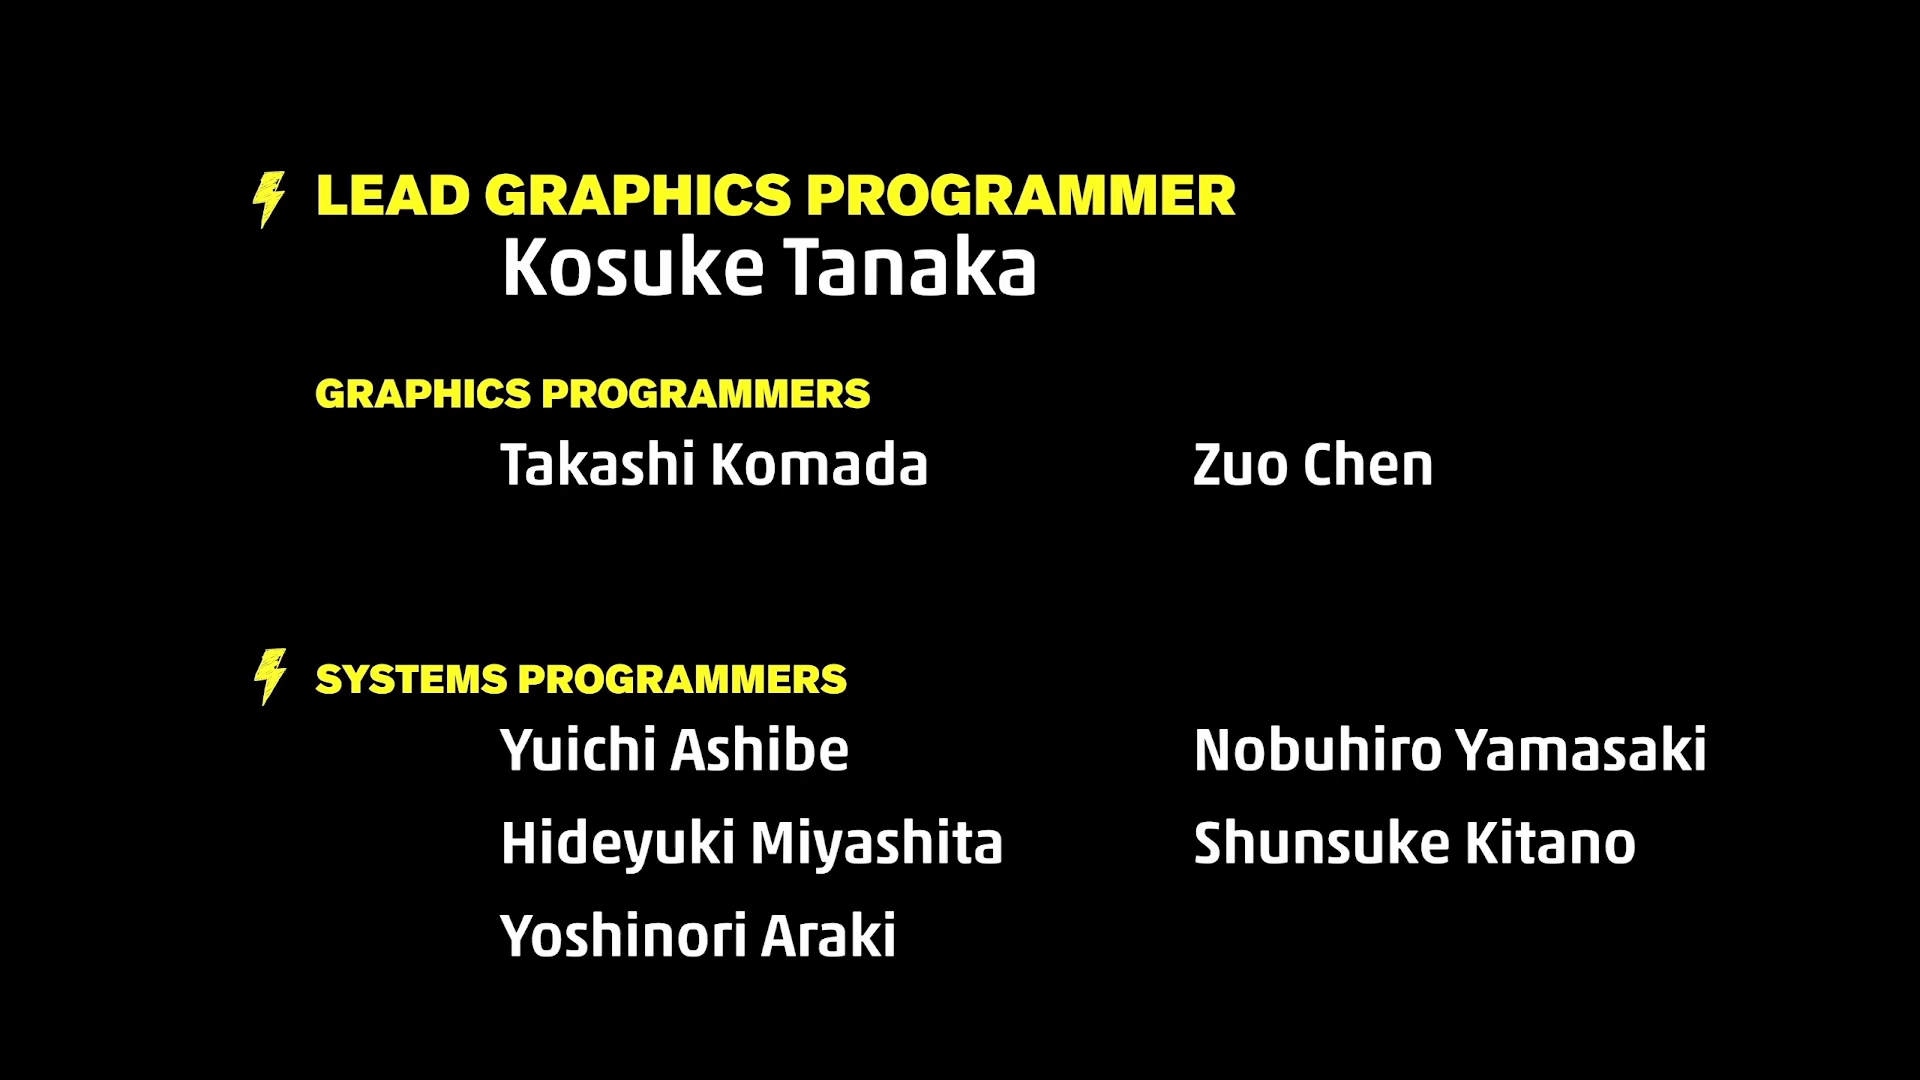 LEAD GRAPHICS PROGRAMMER
Kosuke Tanaka
GRAPHICS PROGRAMMERS
Takashi Komada Zuo Chen
SYSTEMS PROGRAMMERS
Yuichi Ashibe Nobuhiro Yamasaki
Hideyuki Miyashita Shunsuke Kitano
Yoshinori Araki